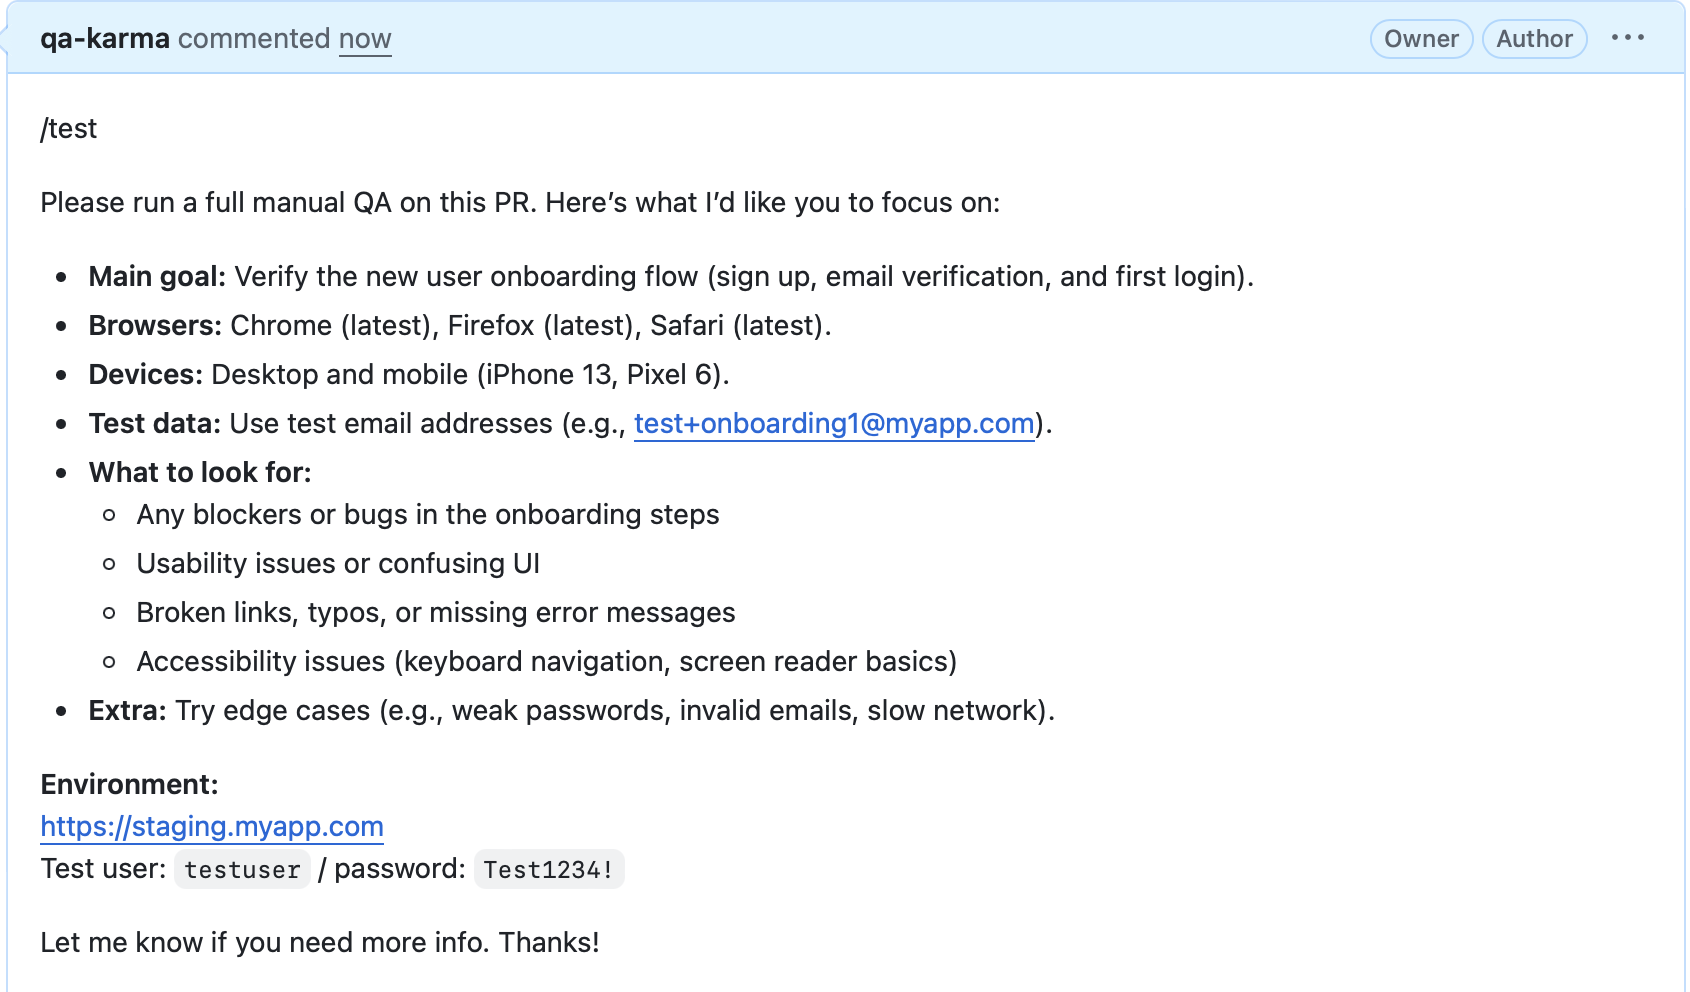 qa-karma commented now
Owner
Author
/test
Please run a full manual QA on this PR. Here’s what I’d like you to focus on:
Main goal: Verify the new user onboarding flow (sign up, email verification, and first login).
Browsers: Chrome (latest), Firefox (latest), Safari (latest).
Devices: Desktop and mobile (iPhone 13, Pixel 6).
Test data: Use test email addresses (e.g., test+onboarding1@myapp.com).
What to look for:
Any blockers or bugs in the onboarding steps
Usability issues or confusing UI
Broken links, typos, or missing error messages
Accessibility issues (keyboard navigation, screen reader basics)
Extra: Try edge cases (e.g., weak passwords, invalid emails, slow network).
Environment:
https://staging.myapp.com
Test user: testuser / password: Test1234!
Let me know if you need more info. Thanks!